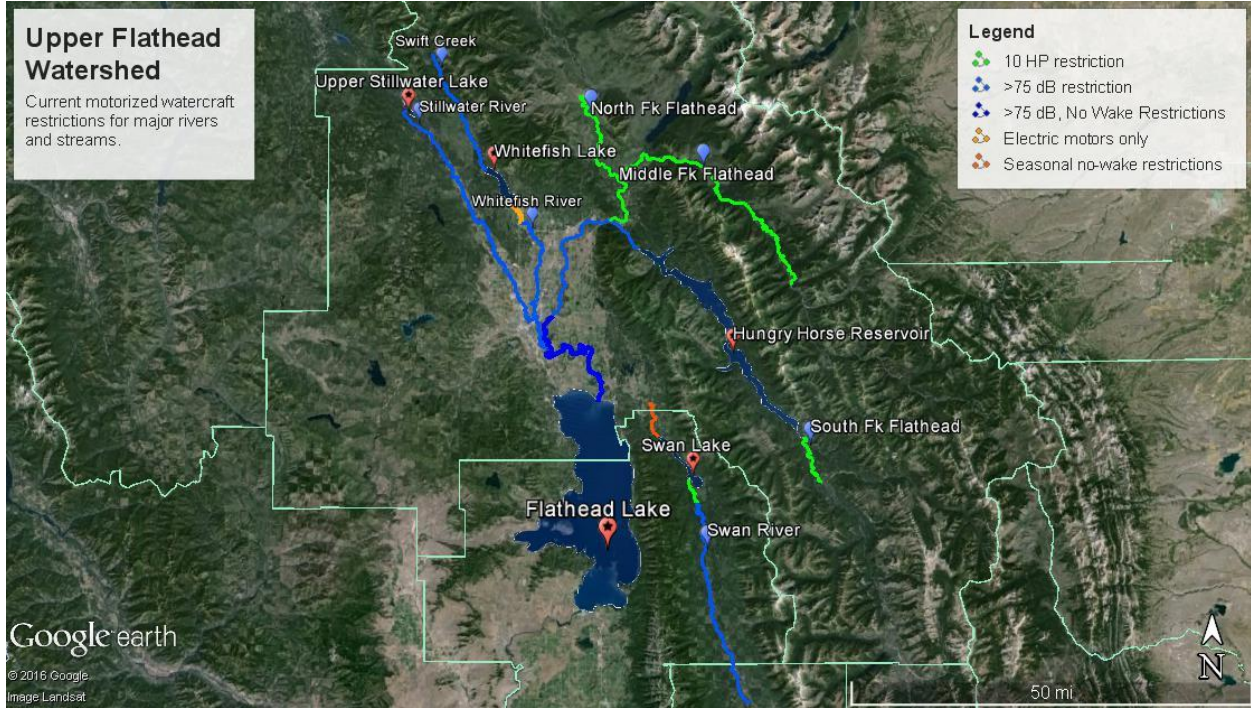 Upper Flathead
Watershed
Current motorized watercraft
restrictions for major rivers
and streams.
Legend
10 HP restriction
>75 dB restriction
>75 dB, No Wake Restrictions
Electric motors only
Seasonal no-wake restrictions
Swift Creek
Upper Stillwater Lake
Stillwater River
North Fk Flathead
Whitefish Lake
Middle Fk Flathead
Whitefish River
Hungry Horse Reservoir
South Fk Flathead
Swan Lake
Flathead Lake
Swan River
Google earth
© 2016 Google
Image Landsat
N
50 mi